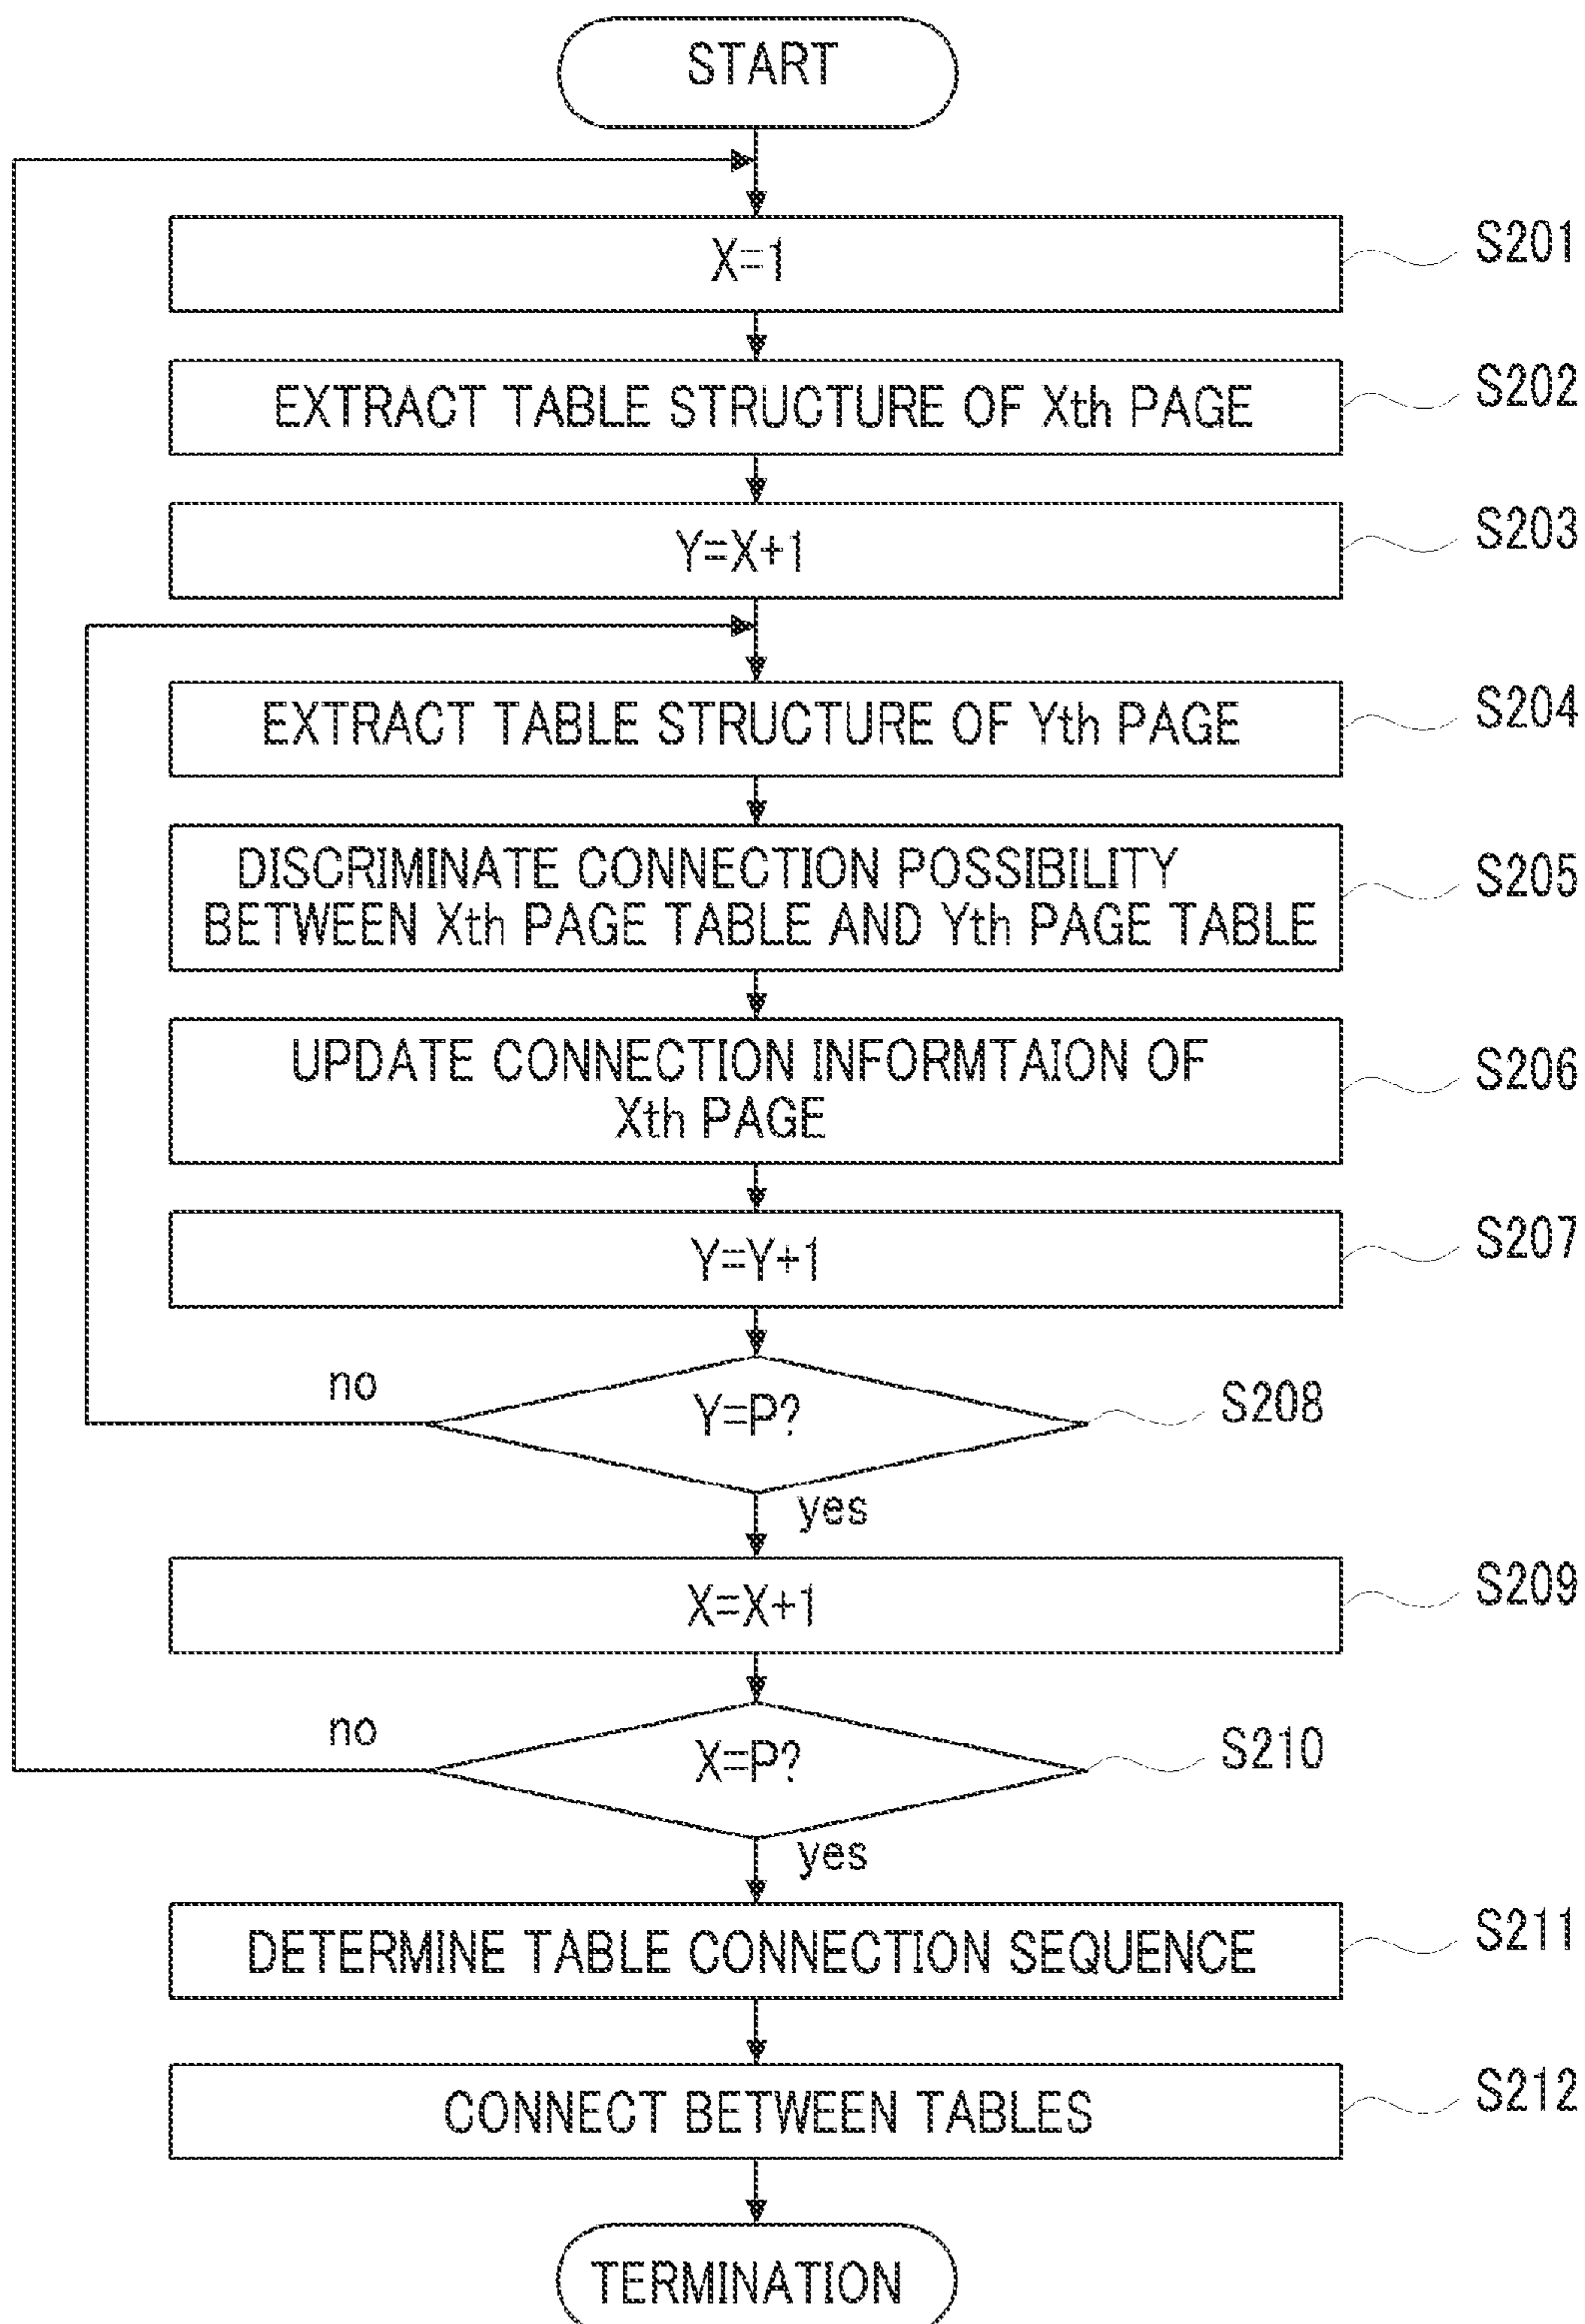 START
X=1
S201
EXTRACT TABLE STRUCTURE OF Xth PAGE
S202
Y=X+1
S203
EXTRACT TABLE STRUCTURE OF Yth PAGE
S204
DISCRIMINATE CONNECTION POSSIBILITY
BETWEEN Xth PAGE TABLE AND Yth PAGE TABLE
S205
UPDATE CONNECTION INFORMTAION OF
Xth PAGE
S206
Y=Y+1
S207
no
Y=P?
S208
yes
X=X+1
S209
no
X=P?
S210
yes
DETERMINE TABLE CONNECTION SEQUENCE
S211
CONNECT BETWEEN TABLES
S212
TERMINATION